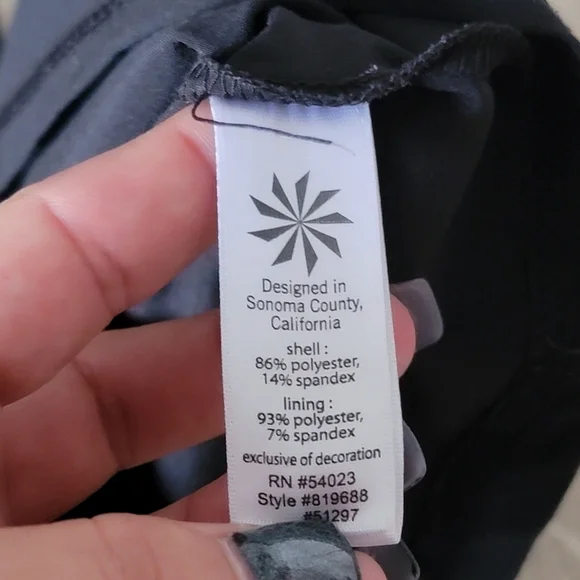 Designed in
Sonoma County,
California
shell :
86% polyester,
14% spandex
lining :
93% polyester,
7% spandex
exclusive of decoration
RN #54023
Style #819688
#51297